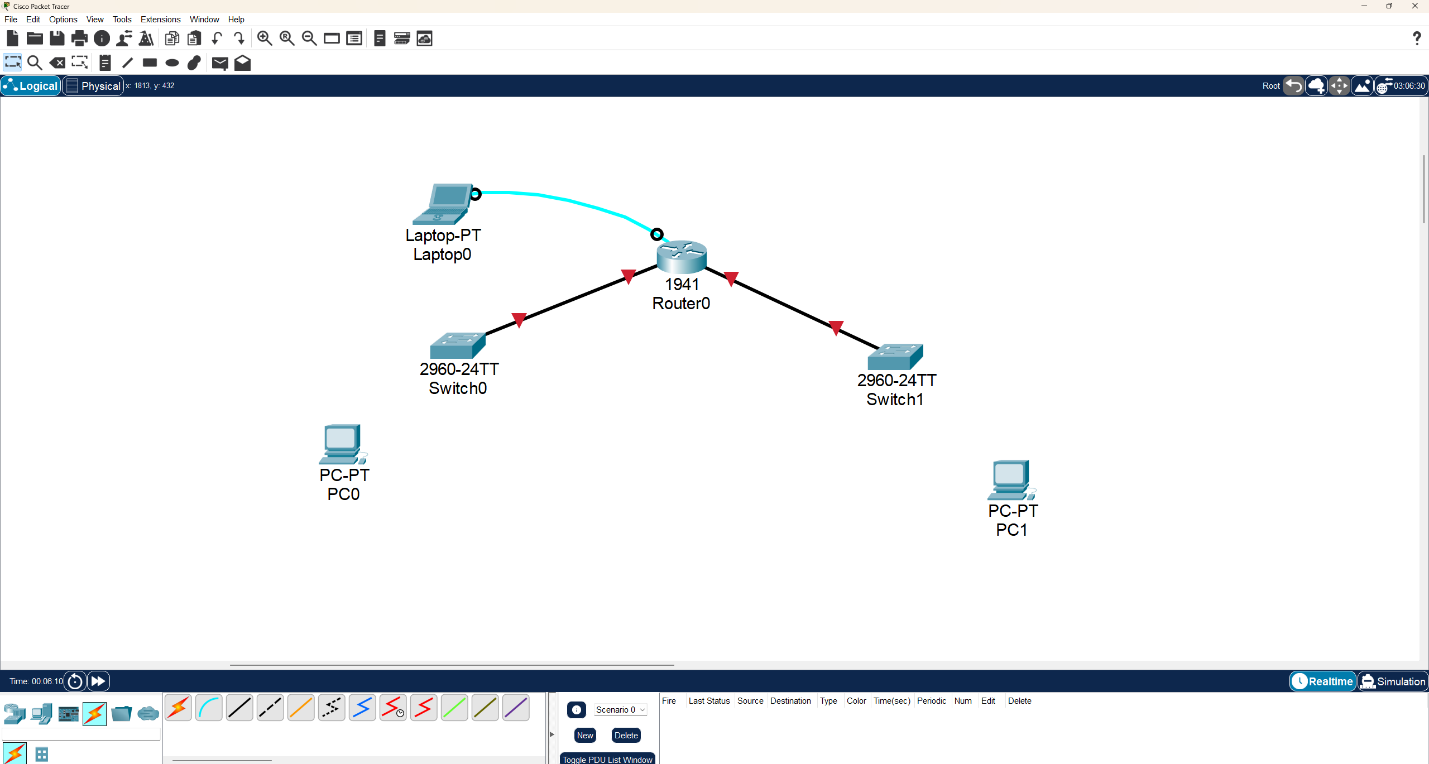 Cisco Packet Tracer
File Edit Options View Tools Extensions Window Help
?
Logical Physical x: 1813, y: 432 Root 03:06:30
Laptop-PT
Laptop0
1941
Router0
2960-24TT
Switch0
2960-24TT
Switch1
PC-PT
PC0
PC-PT
PC1
Time: 00:06:10 Realtime Simulation
Scenario 0
New Delete
Toggle PDU List Window
Fire Last Status Source Destination Type Color Time(sec) Periodic Num Edit Delete